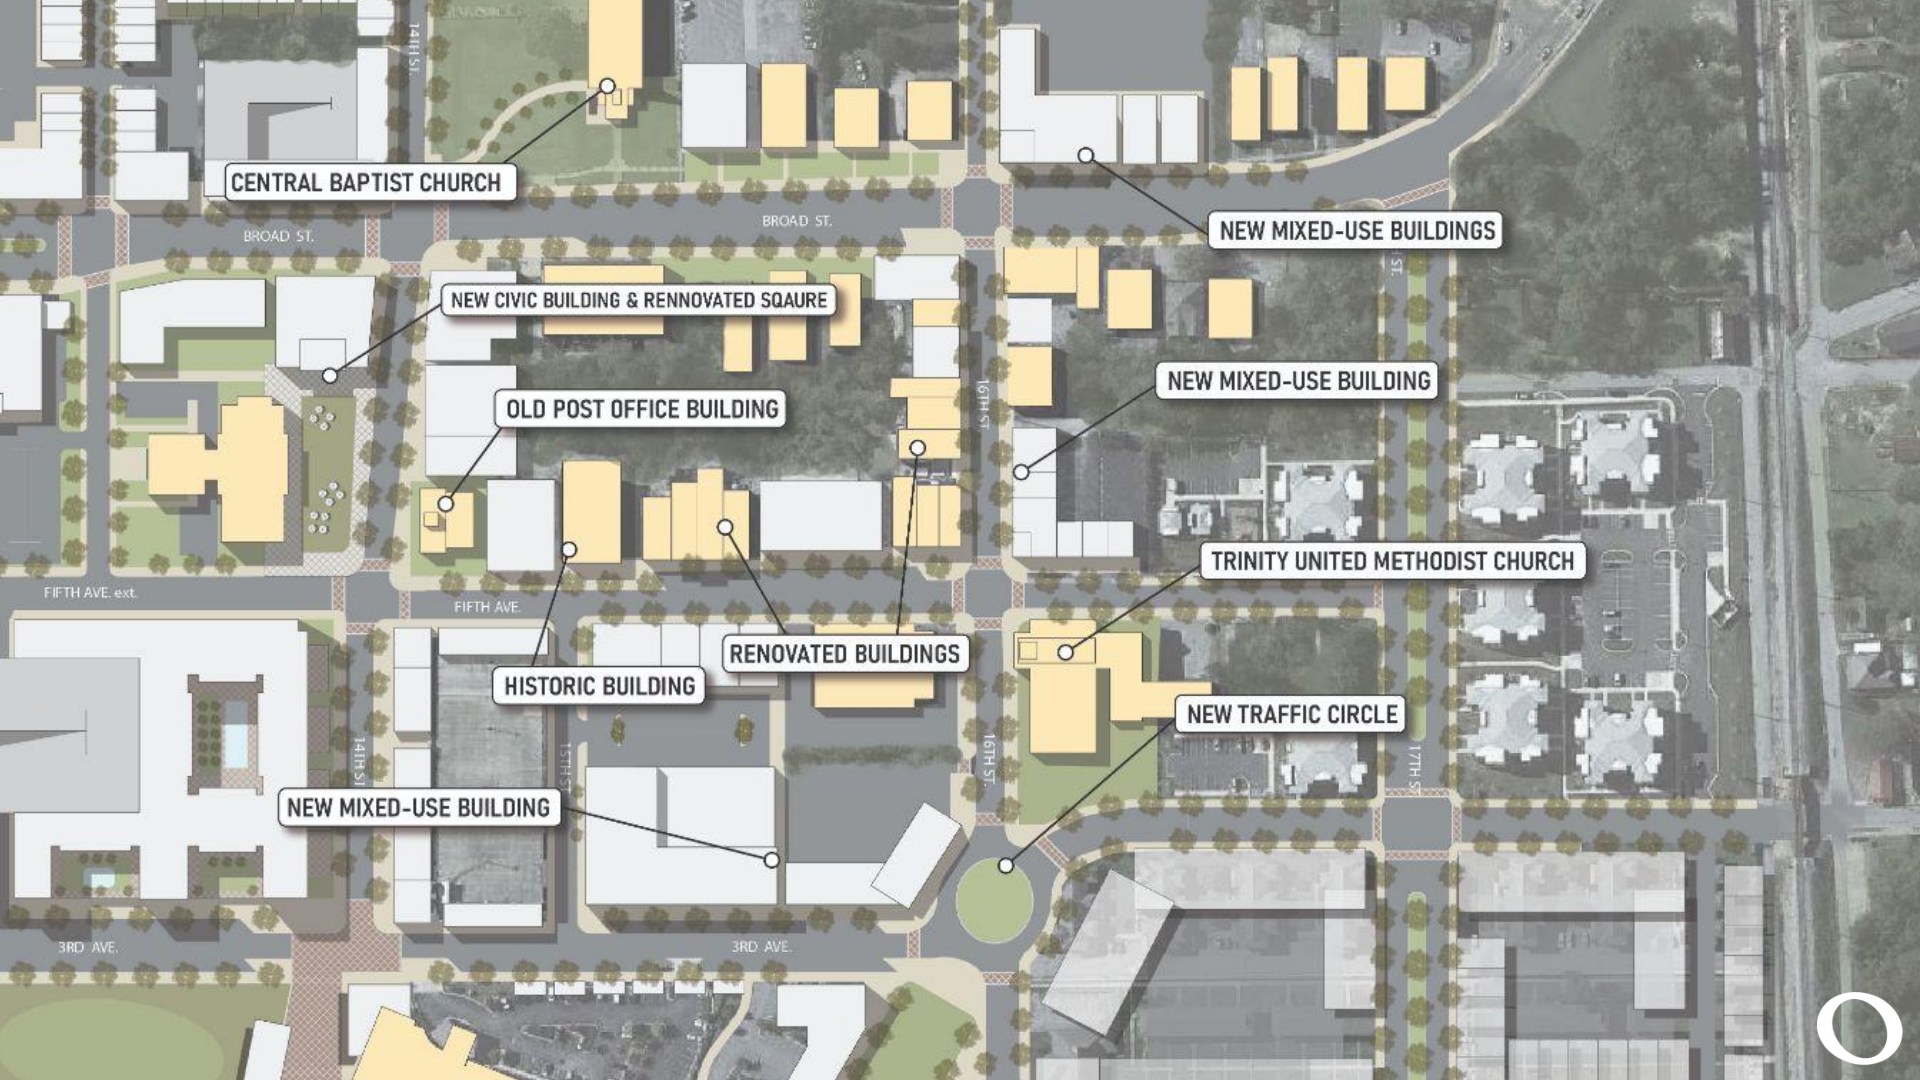 14TH ST.
CENTRAL BAPTIST CHURCH
BROAD ST.
BROAD ST.
NEW MIXED-USE BUILDINGS
ST.
NEW CIVIC BUILDING & RENNOVATED SQAURE
16TH ST
NEW MIXED-USE BUILDING
OLD POST OFFICE BUILDING
TRINITY UNITED METHODIST CHURCH
FIFTH AVE. ext.
FIFTH AVE.
RENOVATED BUILDINGS
HISTORIC BUILDING
NEW TRAFFIC CIRCLE
14TH ST
15TH ST
16TH ST.
17TH S
NEW MIXED-USE BUILDING
3RD AVE.
3RD AVE.
O